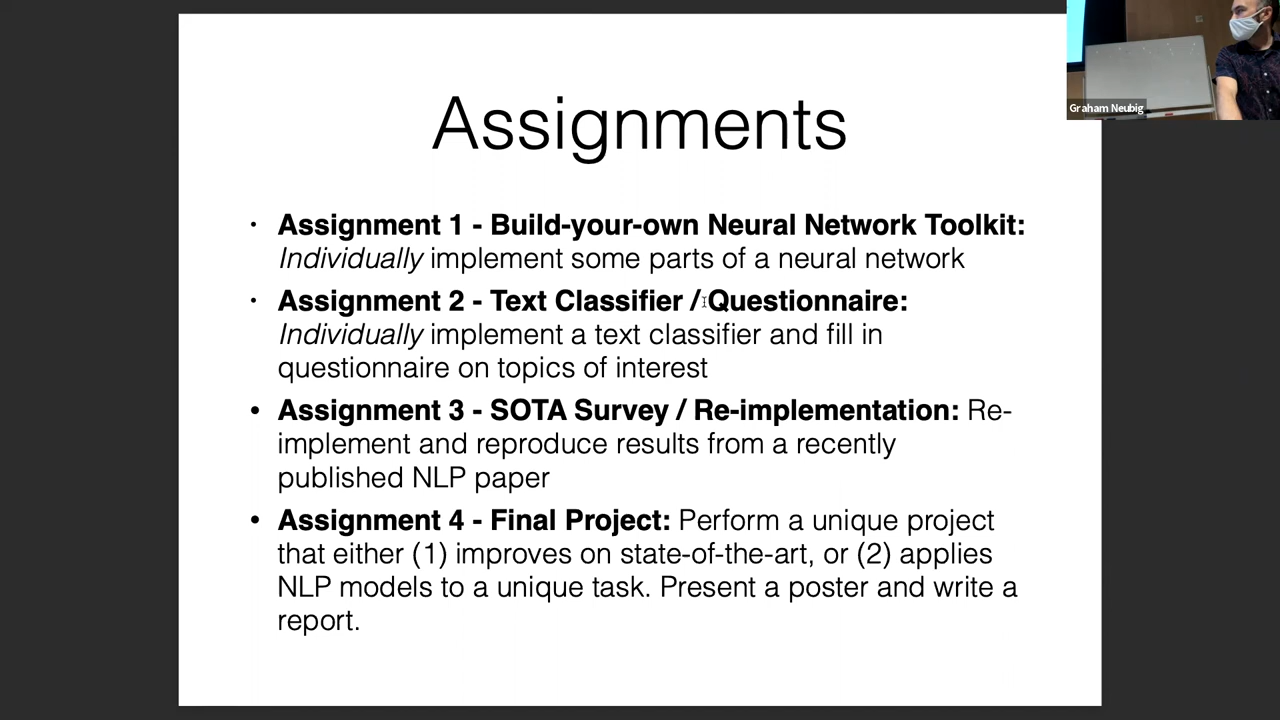 Graham Neubig
Assignments
• Assignment 1 - Build-your-own Neural Network Toolkit:
Individually implement some parts of a neural network
• Assignment 2 - Text Classifier / Questionnaire:
Individually implement a text classifier and fill in
questionnaire on topics of interest
• Assignment 3 - SOTA Survey / Re-implementation: Re-
implement and reproduce results from a recently
published NLP paper
• Assignment 4 - Final Project: Perform a unique project
that either (1) improves on state-of-the-art, or (2) applies
NLP models to a unique task. Present a poster and write a
report.